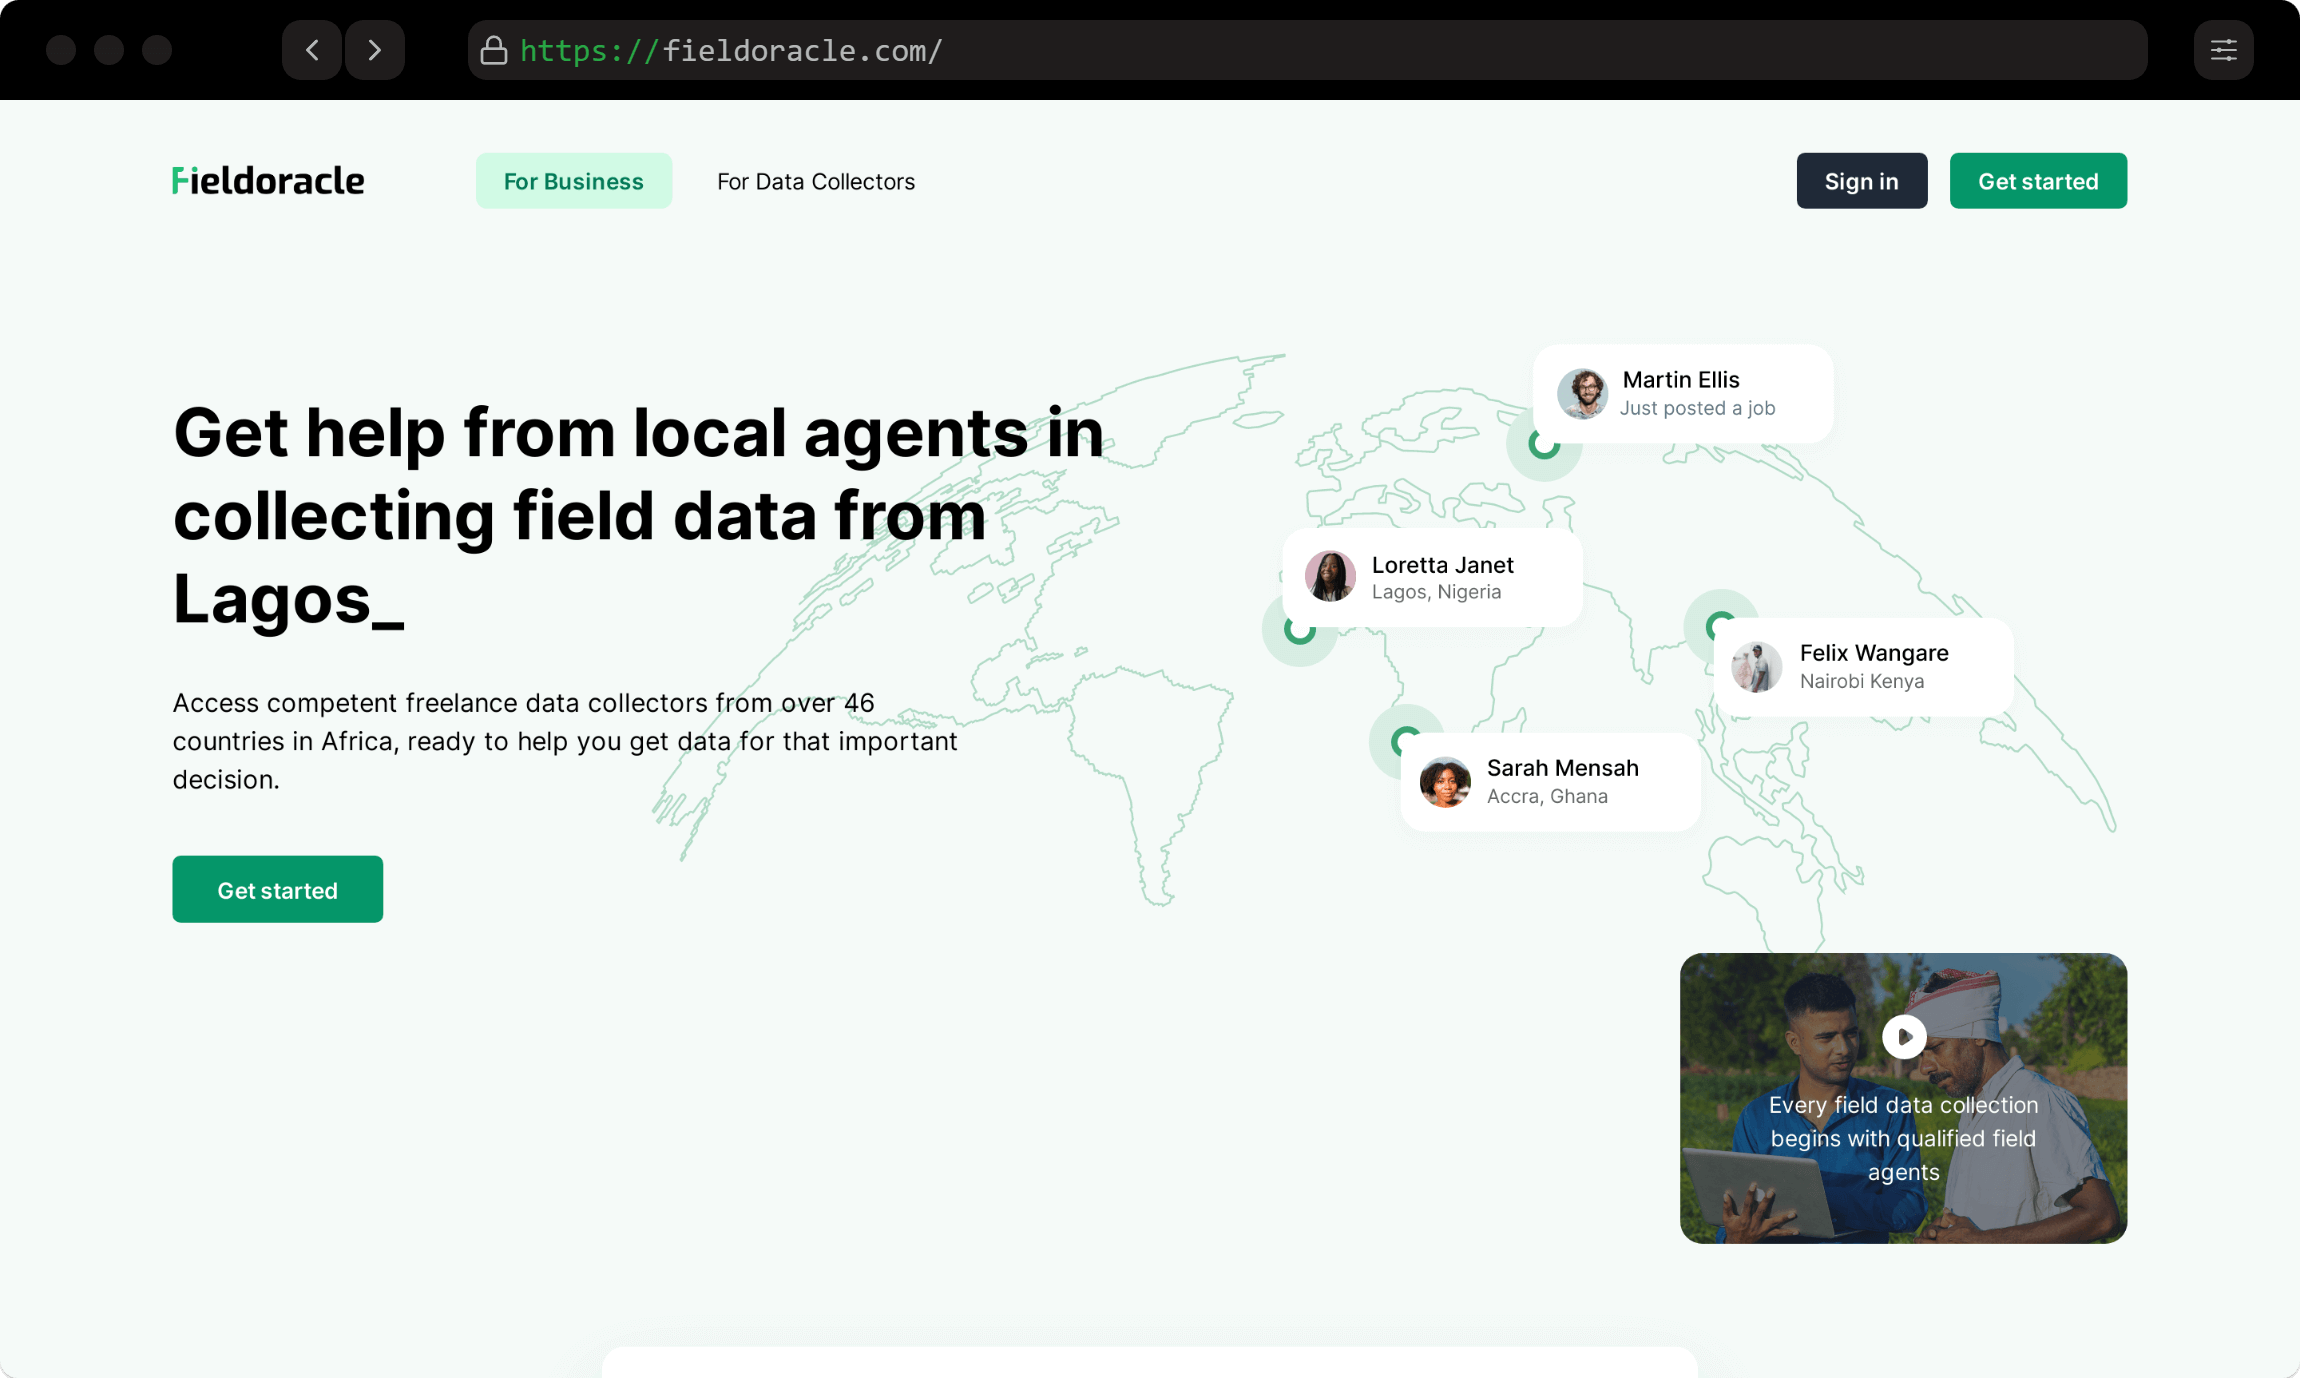 https://fieldoracle.com/
Fieldoracle
For Business
For Data Collectors
Sign in
Get started
Get help from local agents in
collecting field data from
Lagos_
Access competent freelance data collectors from over 46
countries in Africa, ready to help you get data for that important
decision.
Get started
Martin Ellis
Just posted a job
Loretta Janet
Lagos, Nigeria
Felix Wangare
Nairobi Kenya
Sarah Mensah
Accra, Ghana
Every field data collection
begins with qualified field
agents